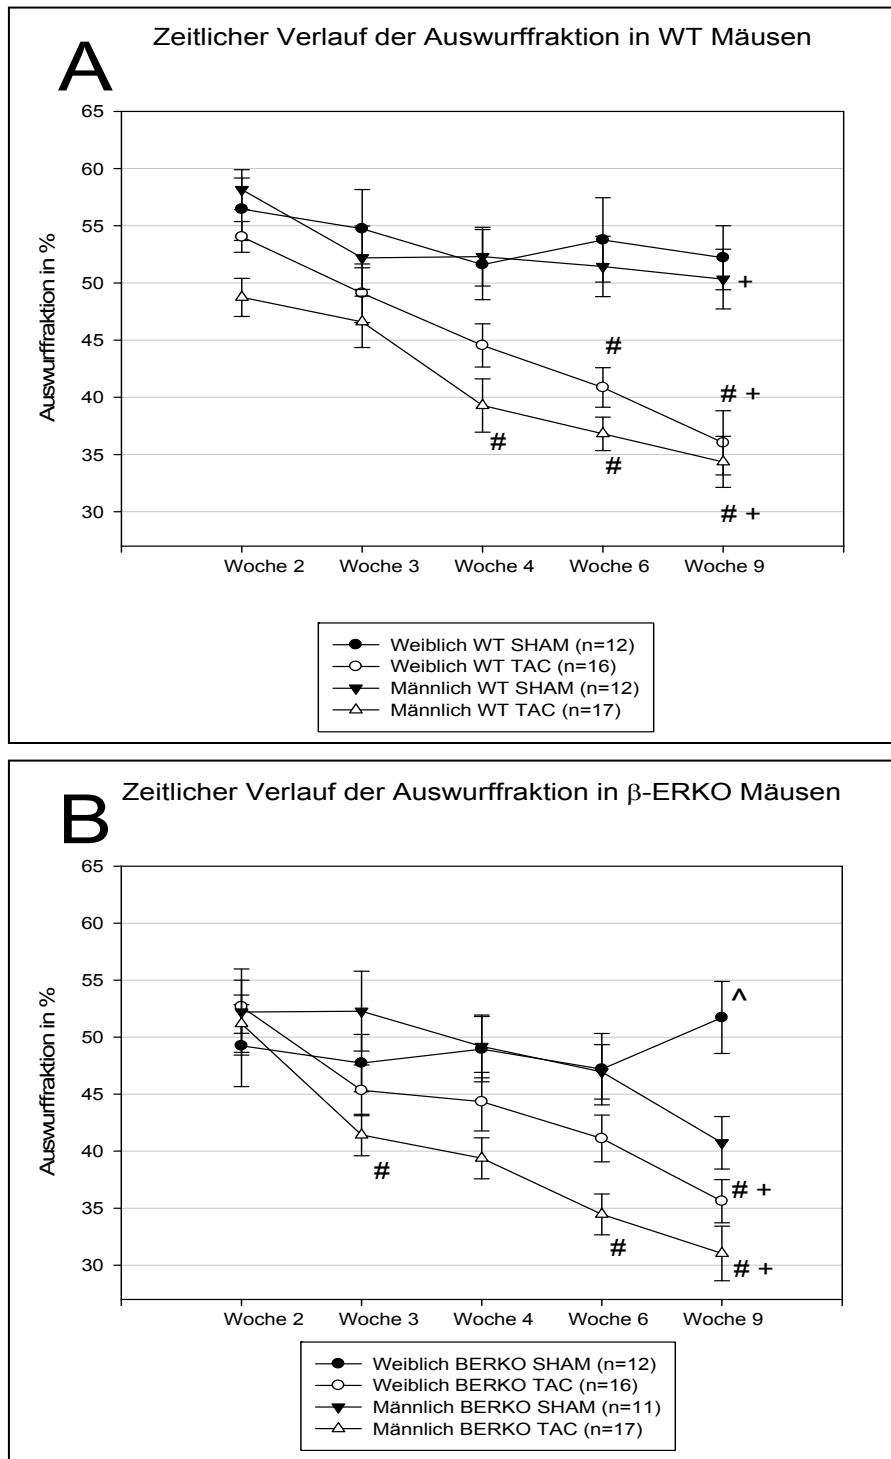 A
Zeitlicher Verlauf der Auswurffraktion in WT Mäusen
Auswurffraktion in %
65
60
55
50
45
40
35
30
+
#
# +
#
#
# +
Woche 2 Woche 3 Woche 4 Woche 6 Woche 9
Weiblich WT SHAM (n=12)
Weiblich WT TAC (n=16)
Männlich WT SHAM (n=12)
Männlich WT TAC (n=17)
B
Zeitlicher Verlauf der Auswurffraktion in β-ERKO Mäusen
Auswurffraktion in %
65
60
55
50
45
40
35
30
^
#
# +
#
# +
Woche 2 Woche 3 Woche 4 Woche 6 Woche 9
Weiblich BERKO SHAM (n=12)
Weiblich BERKO TAC (n=16)
Männlich BERKO SHAM (n=11)
Männlich BERKO TAC (n=17)